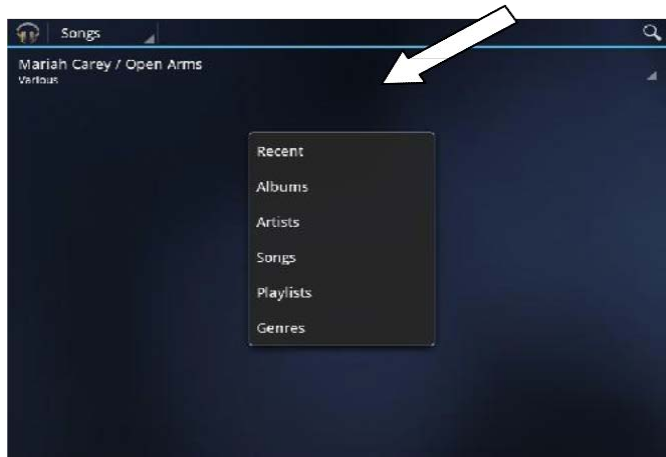 Songs
Mariah Carey / Open Arms
Various
Recent
Albums
Artists
Songs
Playlists
Genres